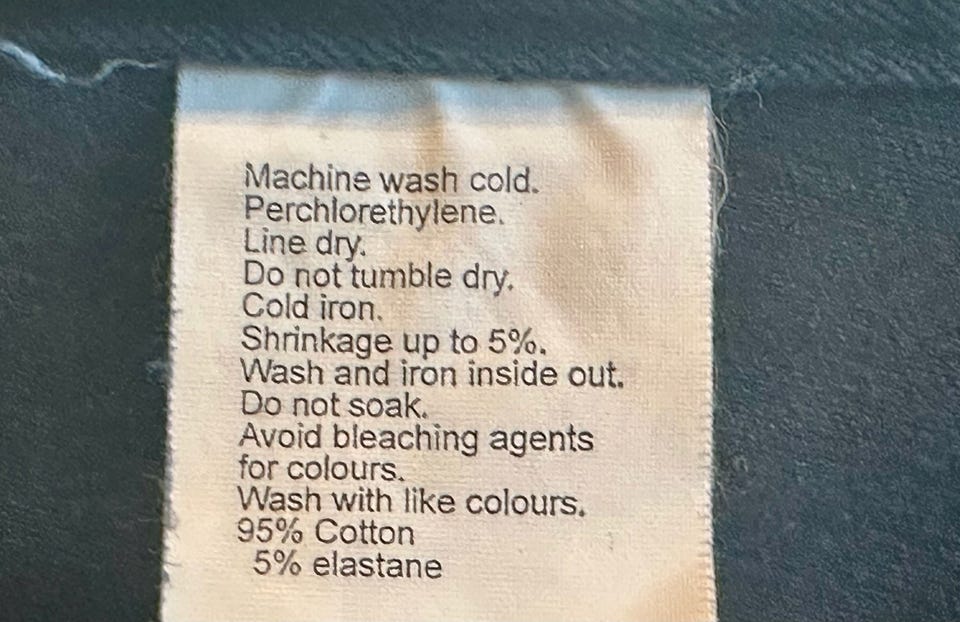 Machine wash cold.
Perchlorethylene.
Line dry.
Do not tumble dry.
Cold iron.
Shrinkage up to 5%.
Wash and iron inside out.
Do not soak.
Avoid bleaching agents
for colours.
Wash with like colours.
95% Cotton
5% elastane